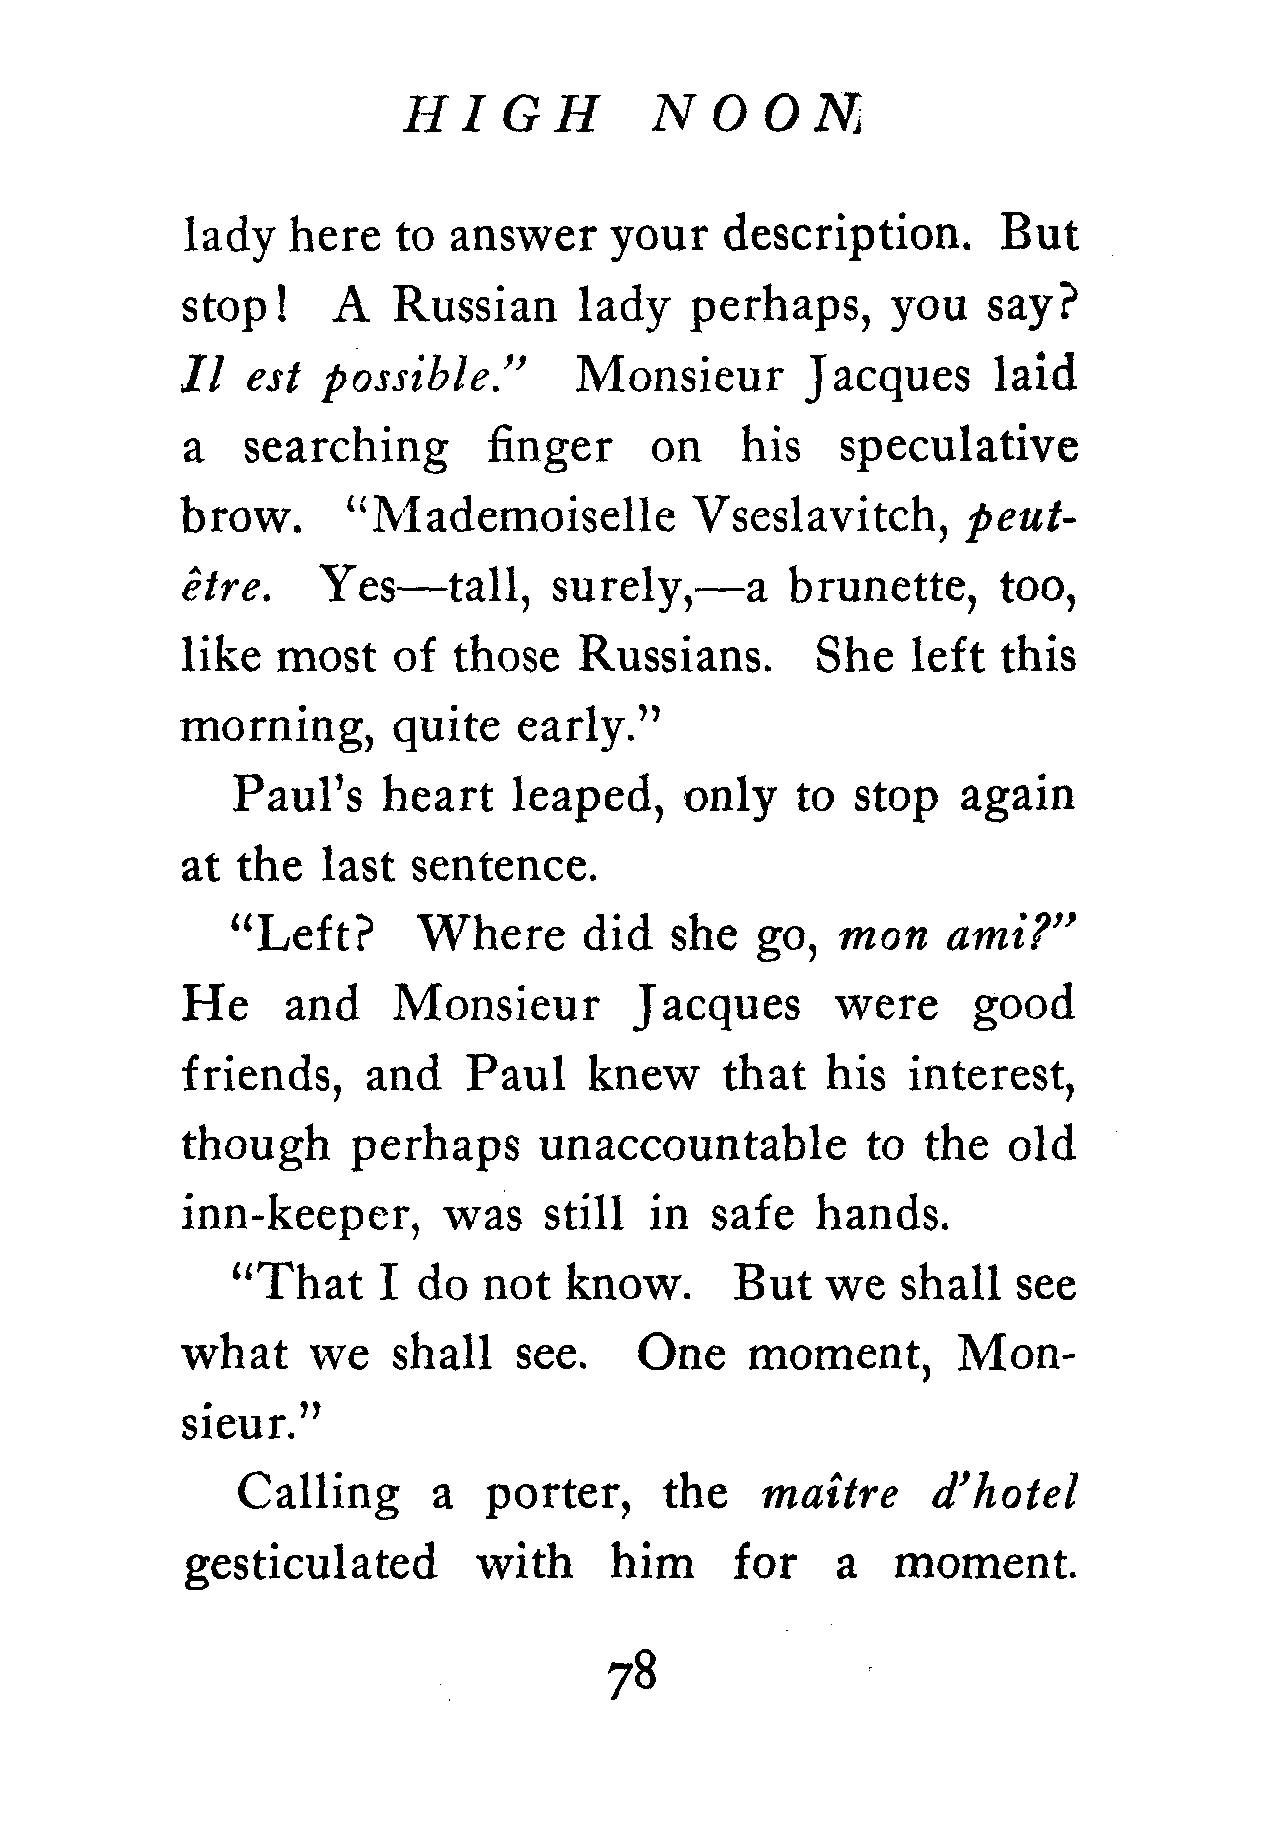 HIGH NOON
lady here to answer your description. But
stop! A Russian lady perhaps, you say?
Il est possible." Monsieur Jacques laid
a searching finger on his speculative
brow. "Mademoiselle Vseslavitch, peut-
être. Yes—tall, surely,—a brunette, too,
like most of those Russians. She left this
morning, quite early."
Paul's heart leaped, only to stop again
at the last sentence.
"Left? Where did she go, mon ami?"
He and Monsieur Jacques were good
friends, and Paul knew that his interest,
though perhaps unaccountable to the old
inn-keeper, was still in safe hands.
"That I do not know. But we shall see
what we shall see. One moment, Mon-
sieur."
Calling a porter, the maître d'hotel
gesticulated with him for a moment.
78